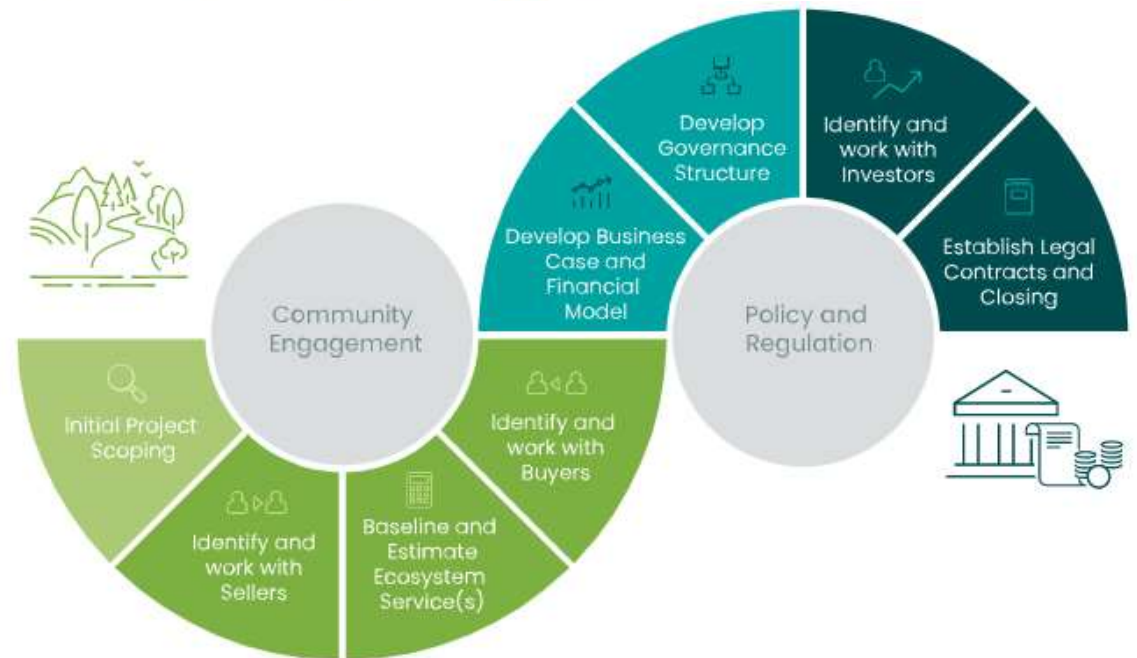 Initial Project
Scoping
Identify and
work with
Sellers
Baseline and
Estimate
Ecosystem
Service(s)
Identify and
work with
Buyers
Community
Engagement
Develop Business
Case and
Financial
Model
Develop
Governance
Structure
Identify and
work with
Investors
Establish Legal
Contracts and
Closing
Policy and
Regulation